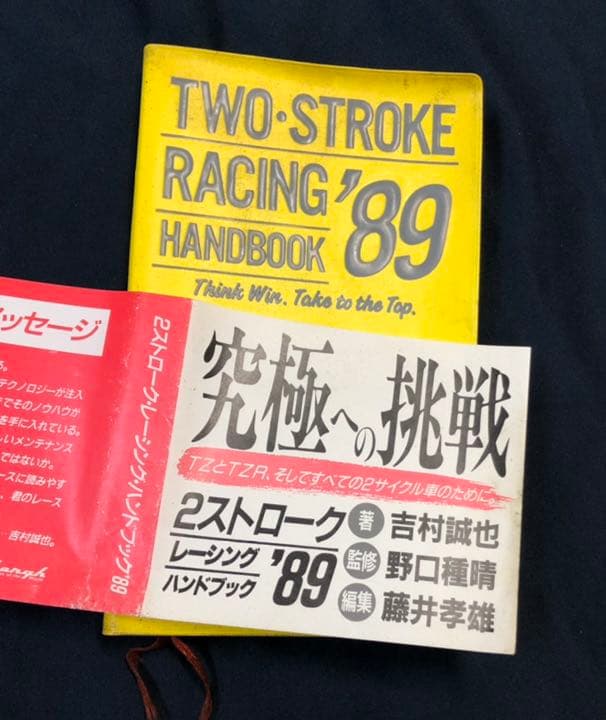 TWO·STROKE
RACING '89
HANDBOOK
Think Win. Take to the Top.
ッセージ
る。
テクノロジーが注入
でそのノウハウが
を手に入れている。
しいメンテナンス
ではないか。
ースに読みやす
、君のレース
吉村誠也。
2ストローク・レーシング・ハンドブック'89
究極への挑戦
TZとTZR、そしてすべての2サイクル車のために。
2ストローク
レーシング
ハンドブック
'89
著 吉村誠也
監修 野口種晴
編集 藤井孝雄